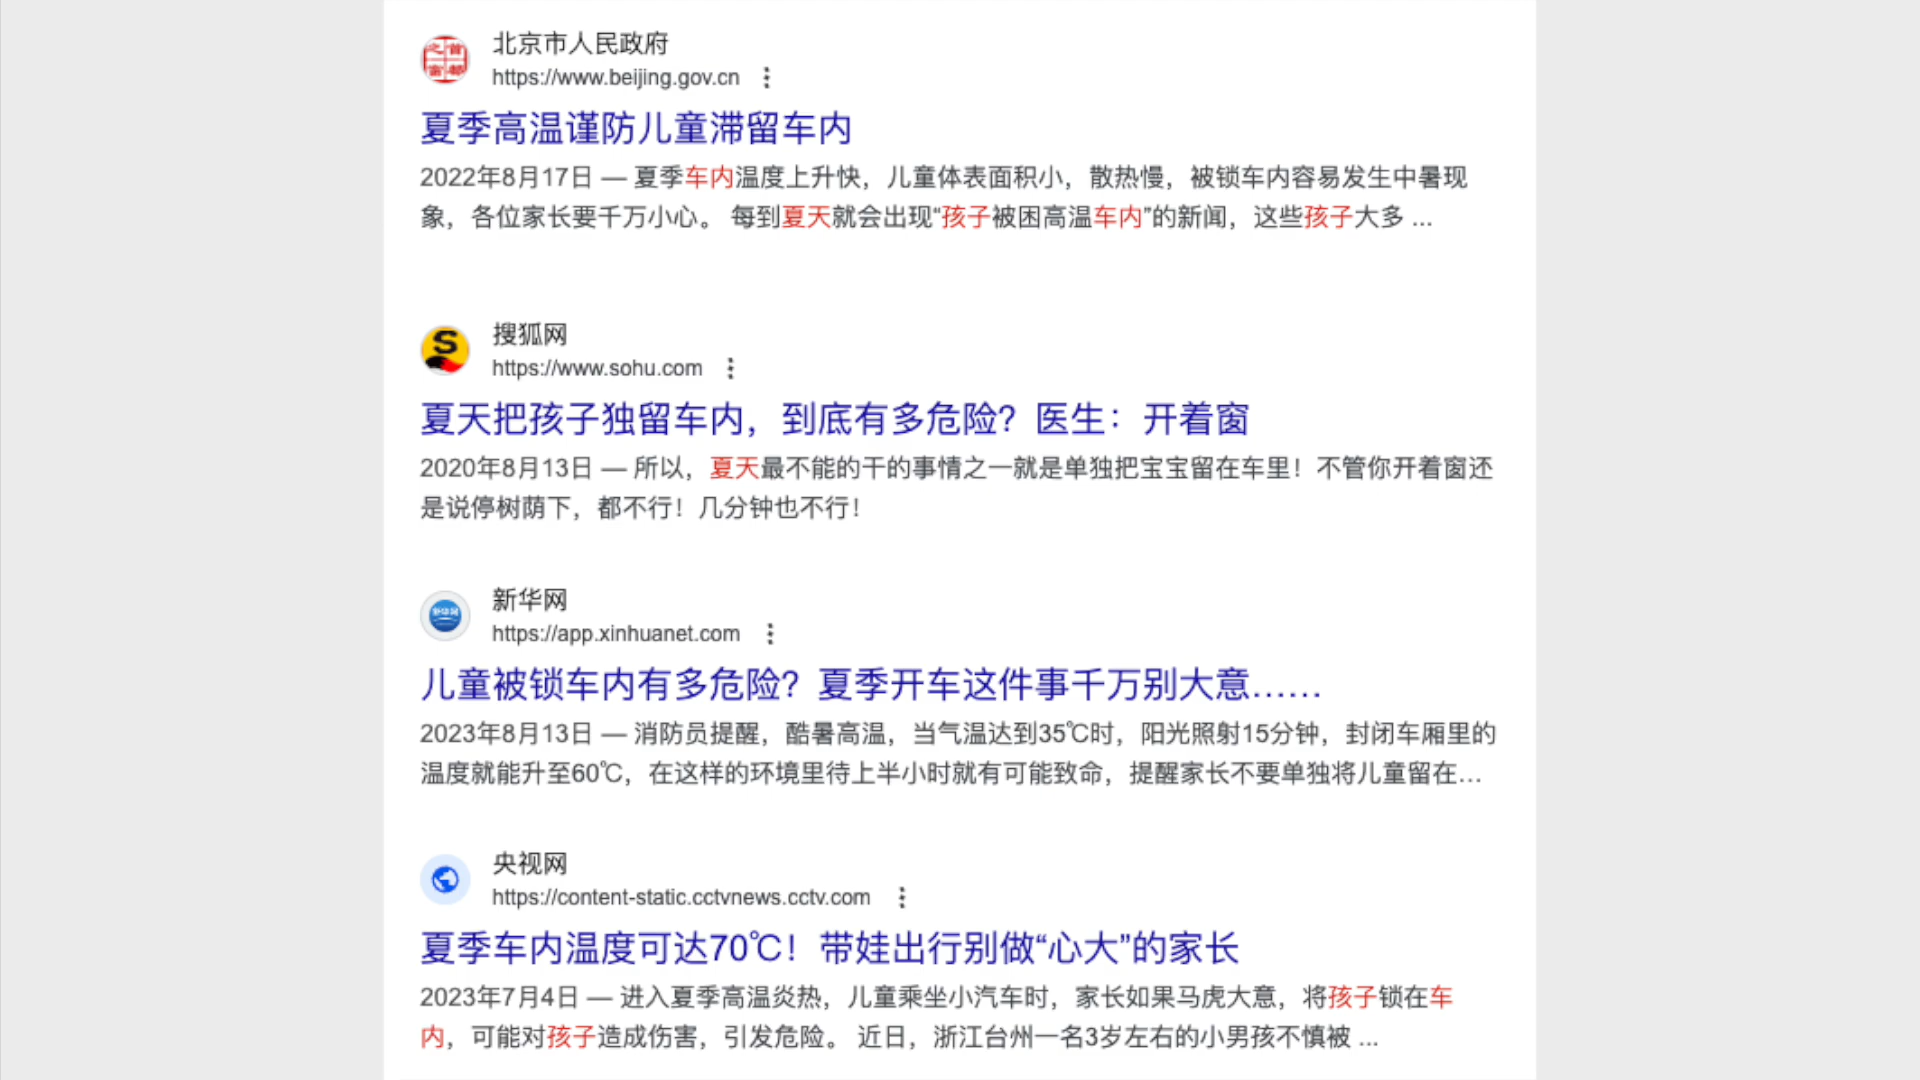 北京市人民政府
https://www.beijing.gov.cn
夏季高温谨防儿童滞留车内
2022年8月17日 — 夏季车内温度上升快，儿童体表面积小，散热慢，被锁车内容易发生中暑现
象，各位家长要千万小心。 每到夏天就会出现“孩子被困高温车内”的新闻，这些孩子大多 ...
搜狐网
https://www.sohu.com
夏天把孩子独留车内，到底有多危险？医生：开着窗
2020年8月13日 — 所以，夏天最不能的干的事情之一就是单独把宝宝留在车里！不管你开着窗还
是说停树荫下，都不行！几分钟也不行！
新华网
https://app.xinhuanet.com
儿童被锁车内有多危险？夏季开车这件事千万别大意……
2023年8月13日 — 消防员提醒，酷暑高温，当气温达到35℃时，阳光照射15分钟，封闭车厢里的
温度就能升至60℃，在这样的环境里待上半小时就有可能致命，提醒家长不要单独将儿童留在...
央视网
https://content-static.cctvnews.cctv.com
夏季车内温度可达70℃！带娃出行别做“心大”的家长
2023年7月4日 — 进入夏季高温炎热，儿童乘坐小汽车时，家长如果马虎大意，将孩子锁在车
内，可能对孩子造成伤害，引发危险。 近日，浙江台州一名3岁左右的小男孩不慎被 ...